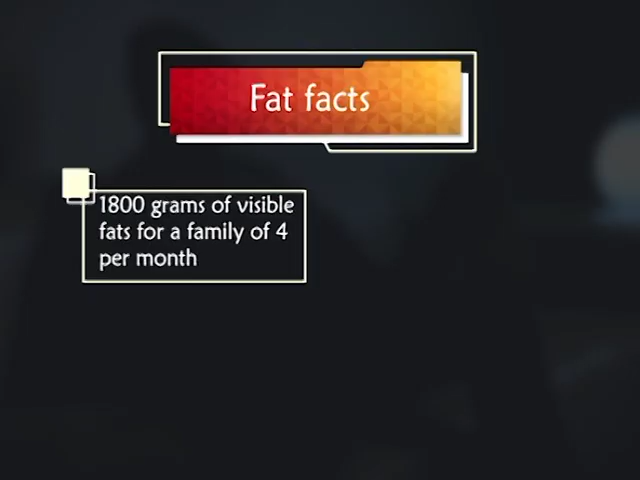 Fat facts
1800 grams of visible
fats for a family of 4
per month